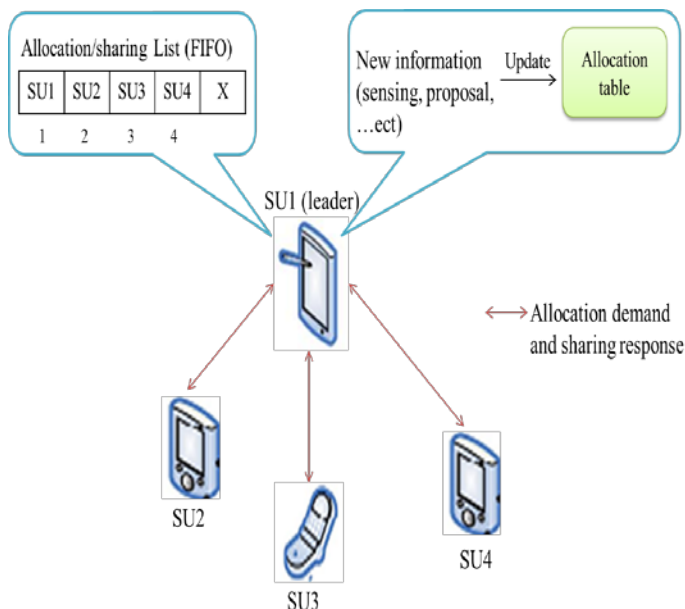 Allocation/sharing List (FIFO)
SU1 SU2 SU3 SU4 X
1 2 3 4
New information
(sensing, proposal,
…ect)
Update
Allocation
table
SU1 (leader)
Allocation demand
and sharing response
SU2
SU4
SU3